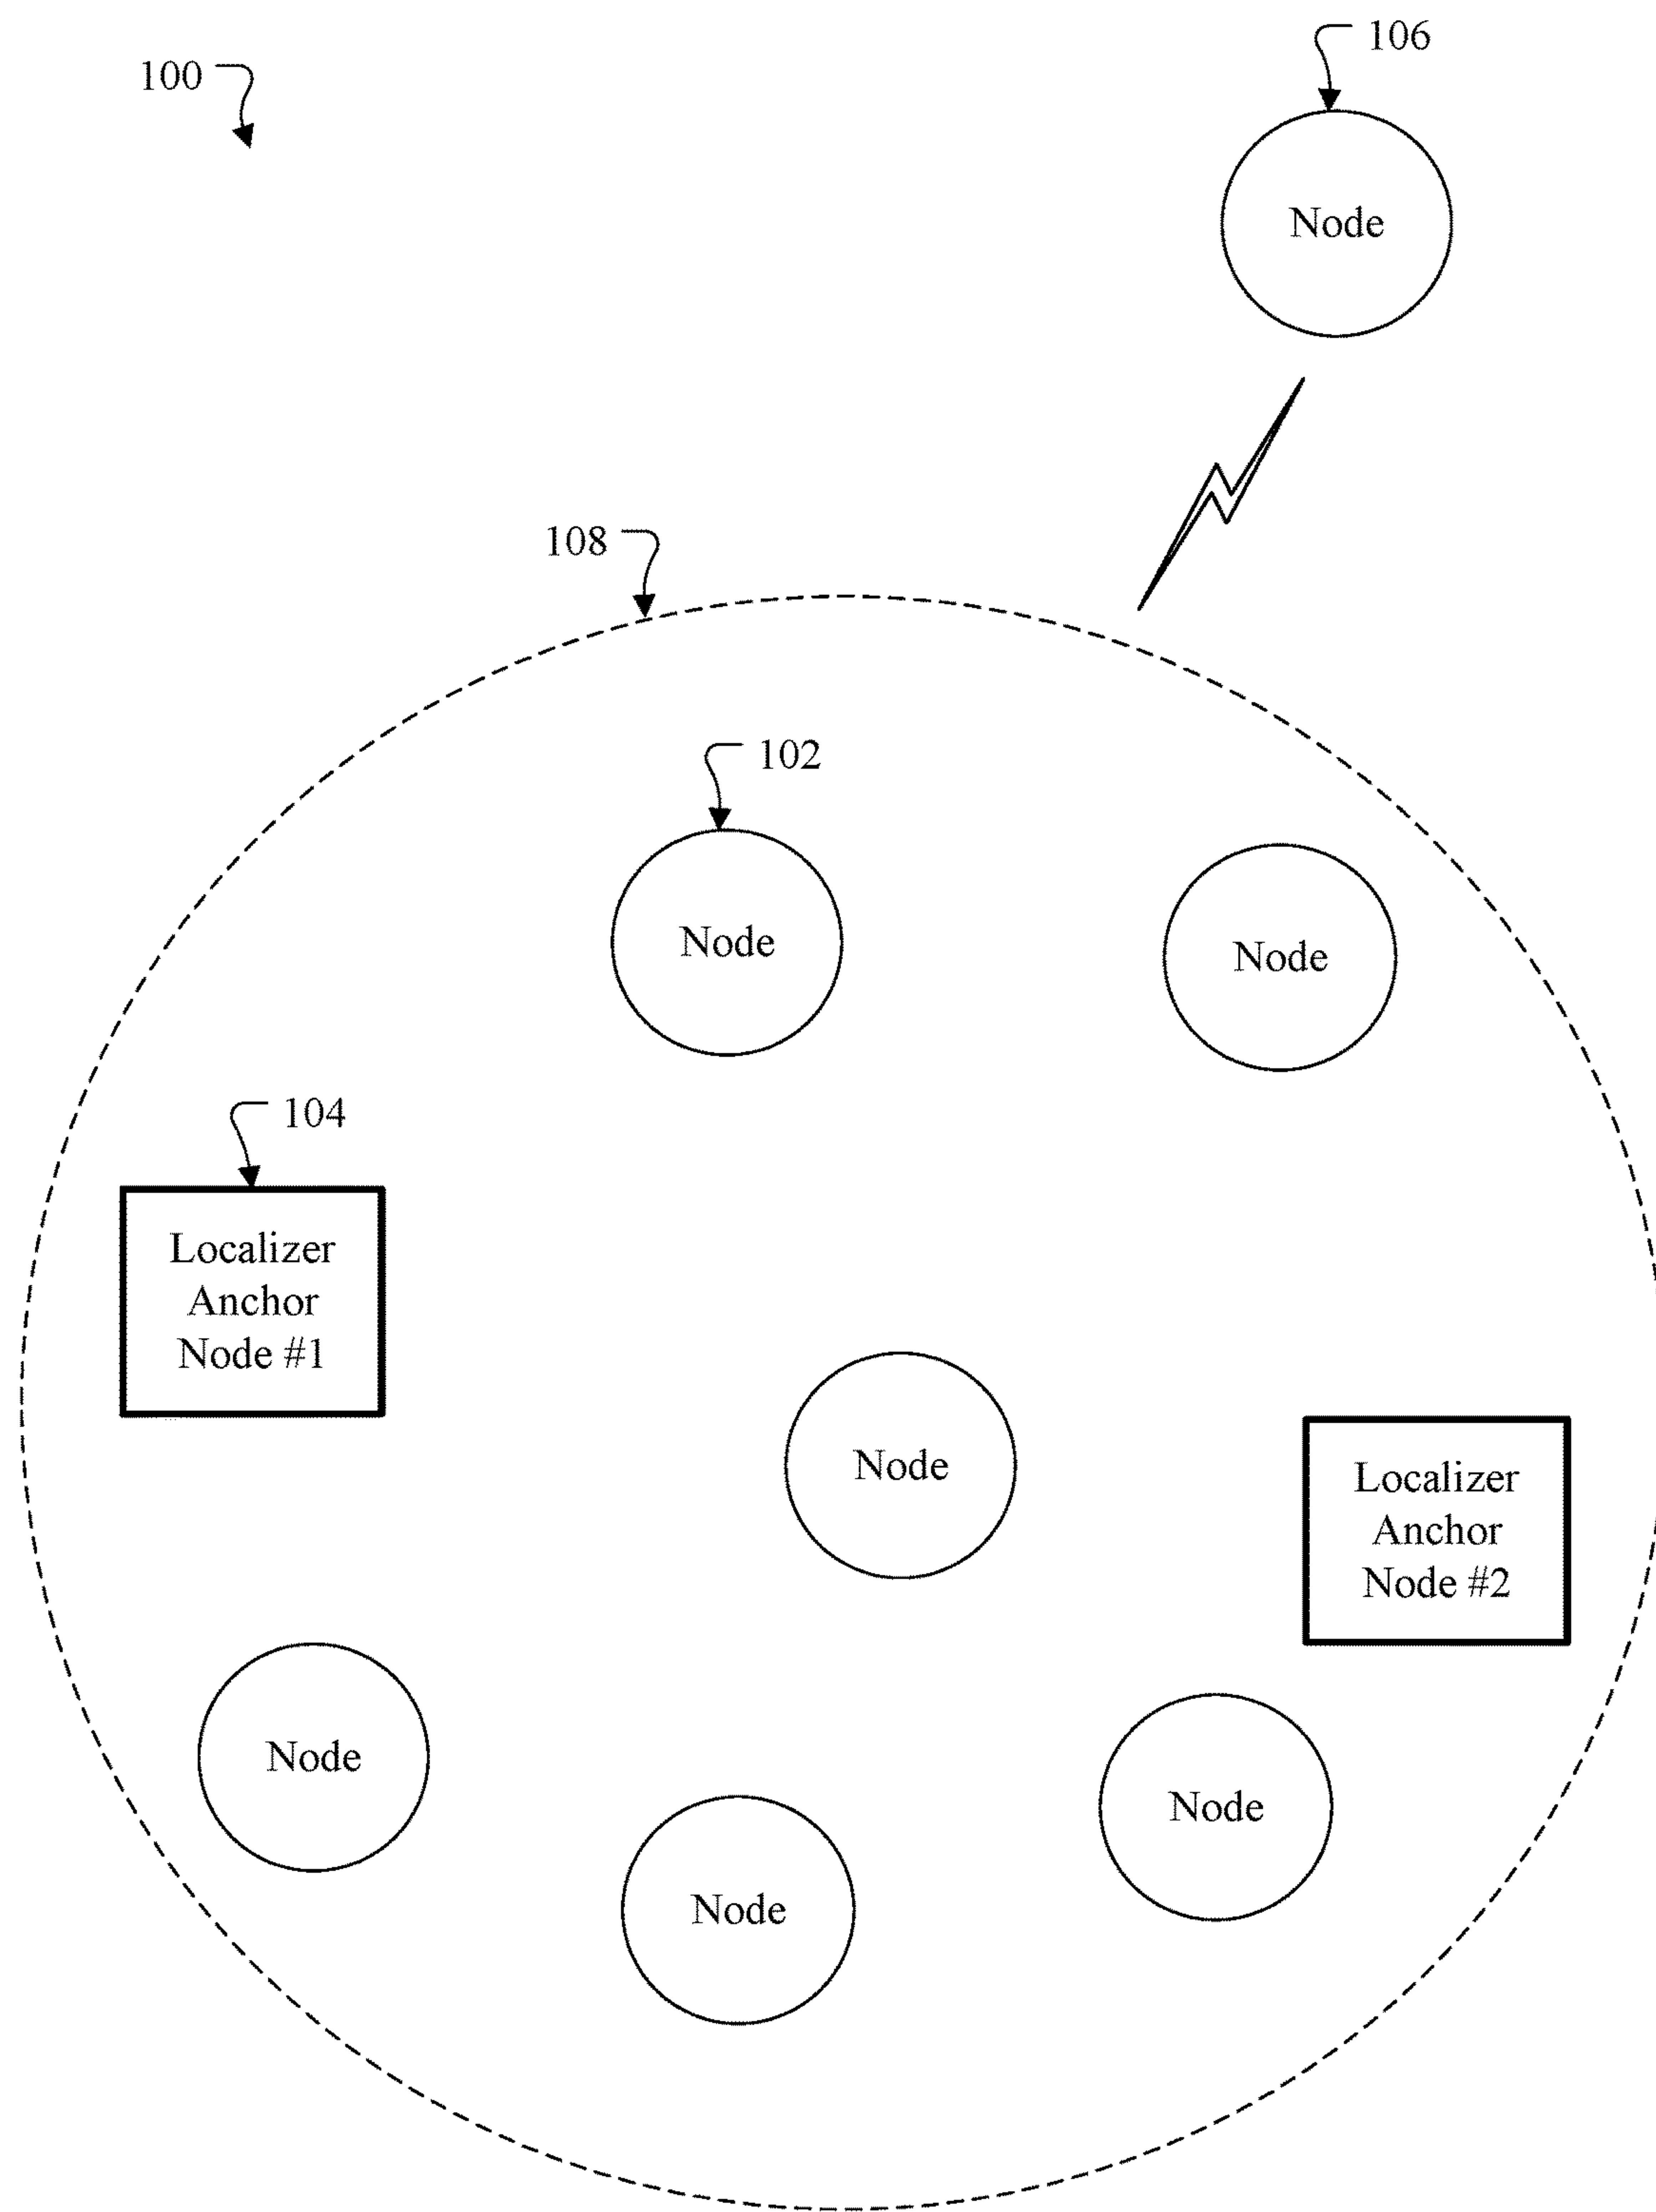 106
100
Node
108
102
Node
Node
104
Localizer
Anchor
Node #1
Node
Localizer
Anchor
Node #2
Node
Node
Node